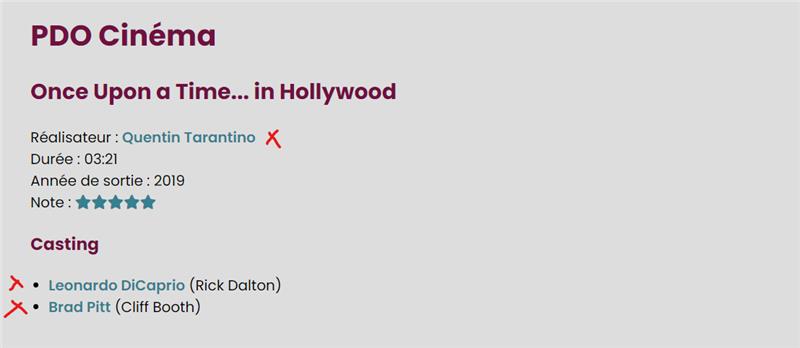 PDO Cinéma
Once Upon a Time... in Hollywood
Réalisateur : Quentin Tarantino
Durée : 03:21
Année de sortie : 2019
Note :
Casting
Leonardo DiCaprio (Rick Dalton)
Brad Pitt (Cliff Booth)